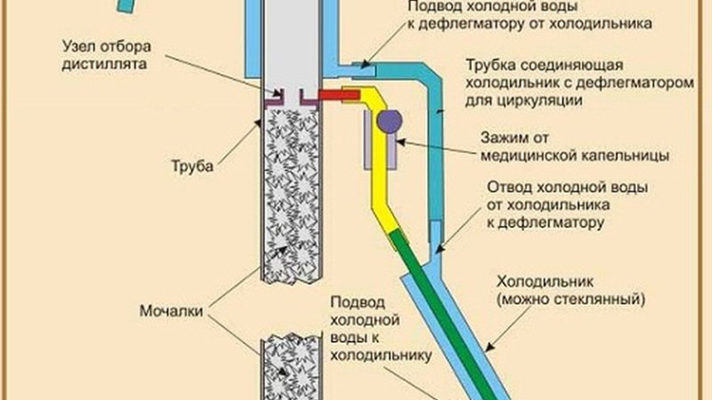 Подвод холодной воды
к дефлегматору от холодильника
Узел отбора
дистиллята
Трубка соединяющая
холодильник с дефлегматором
для циркуляции
Зажим от
медицинской капельницы
Труба
Отвод холодной воды
от холодильника
к дефлегматору
Холодильник
(можно стеклянный)
Мочалки
Подвод
холодной
воды к
холодильнику